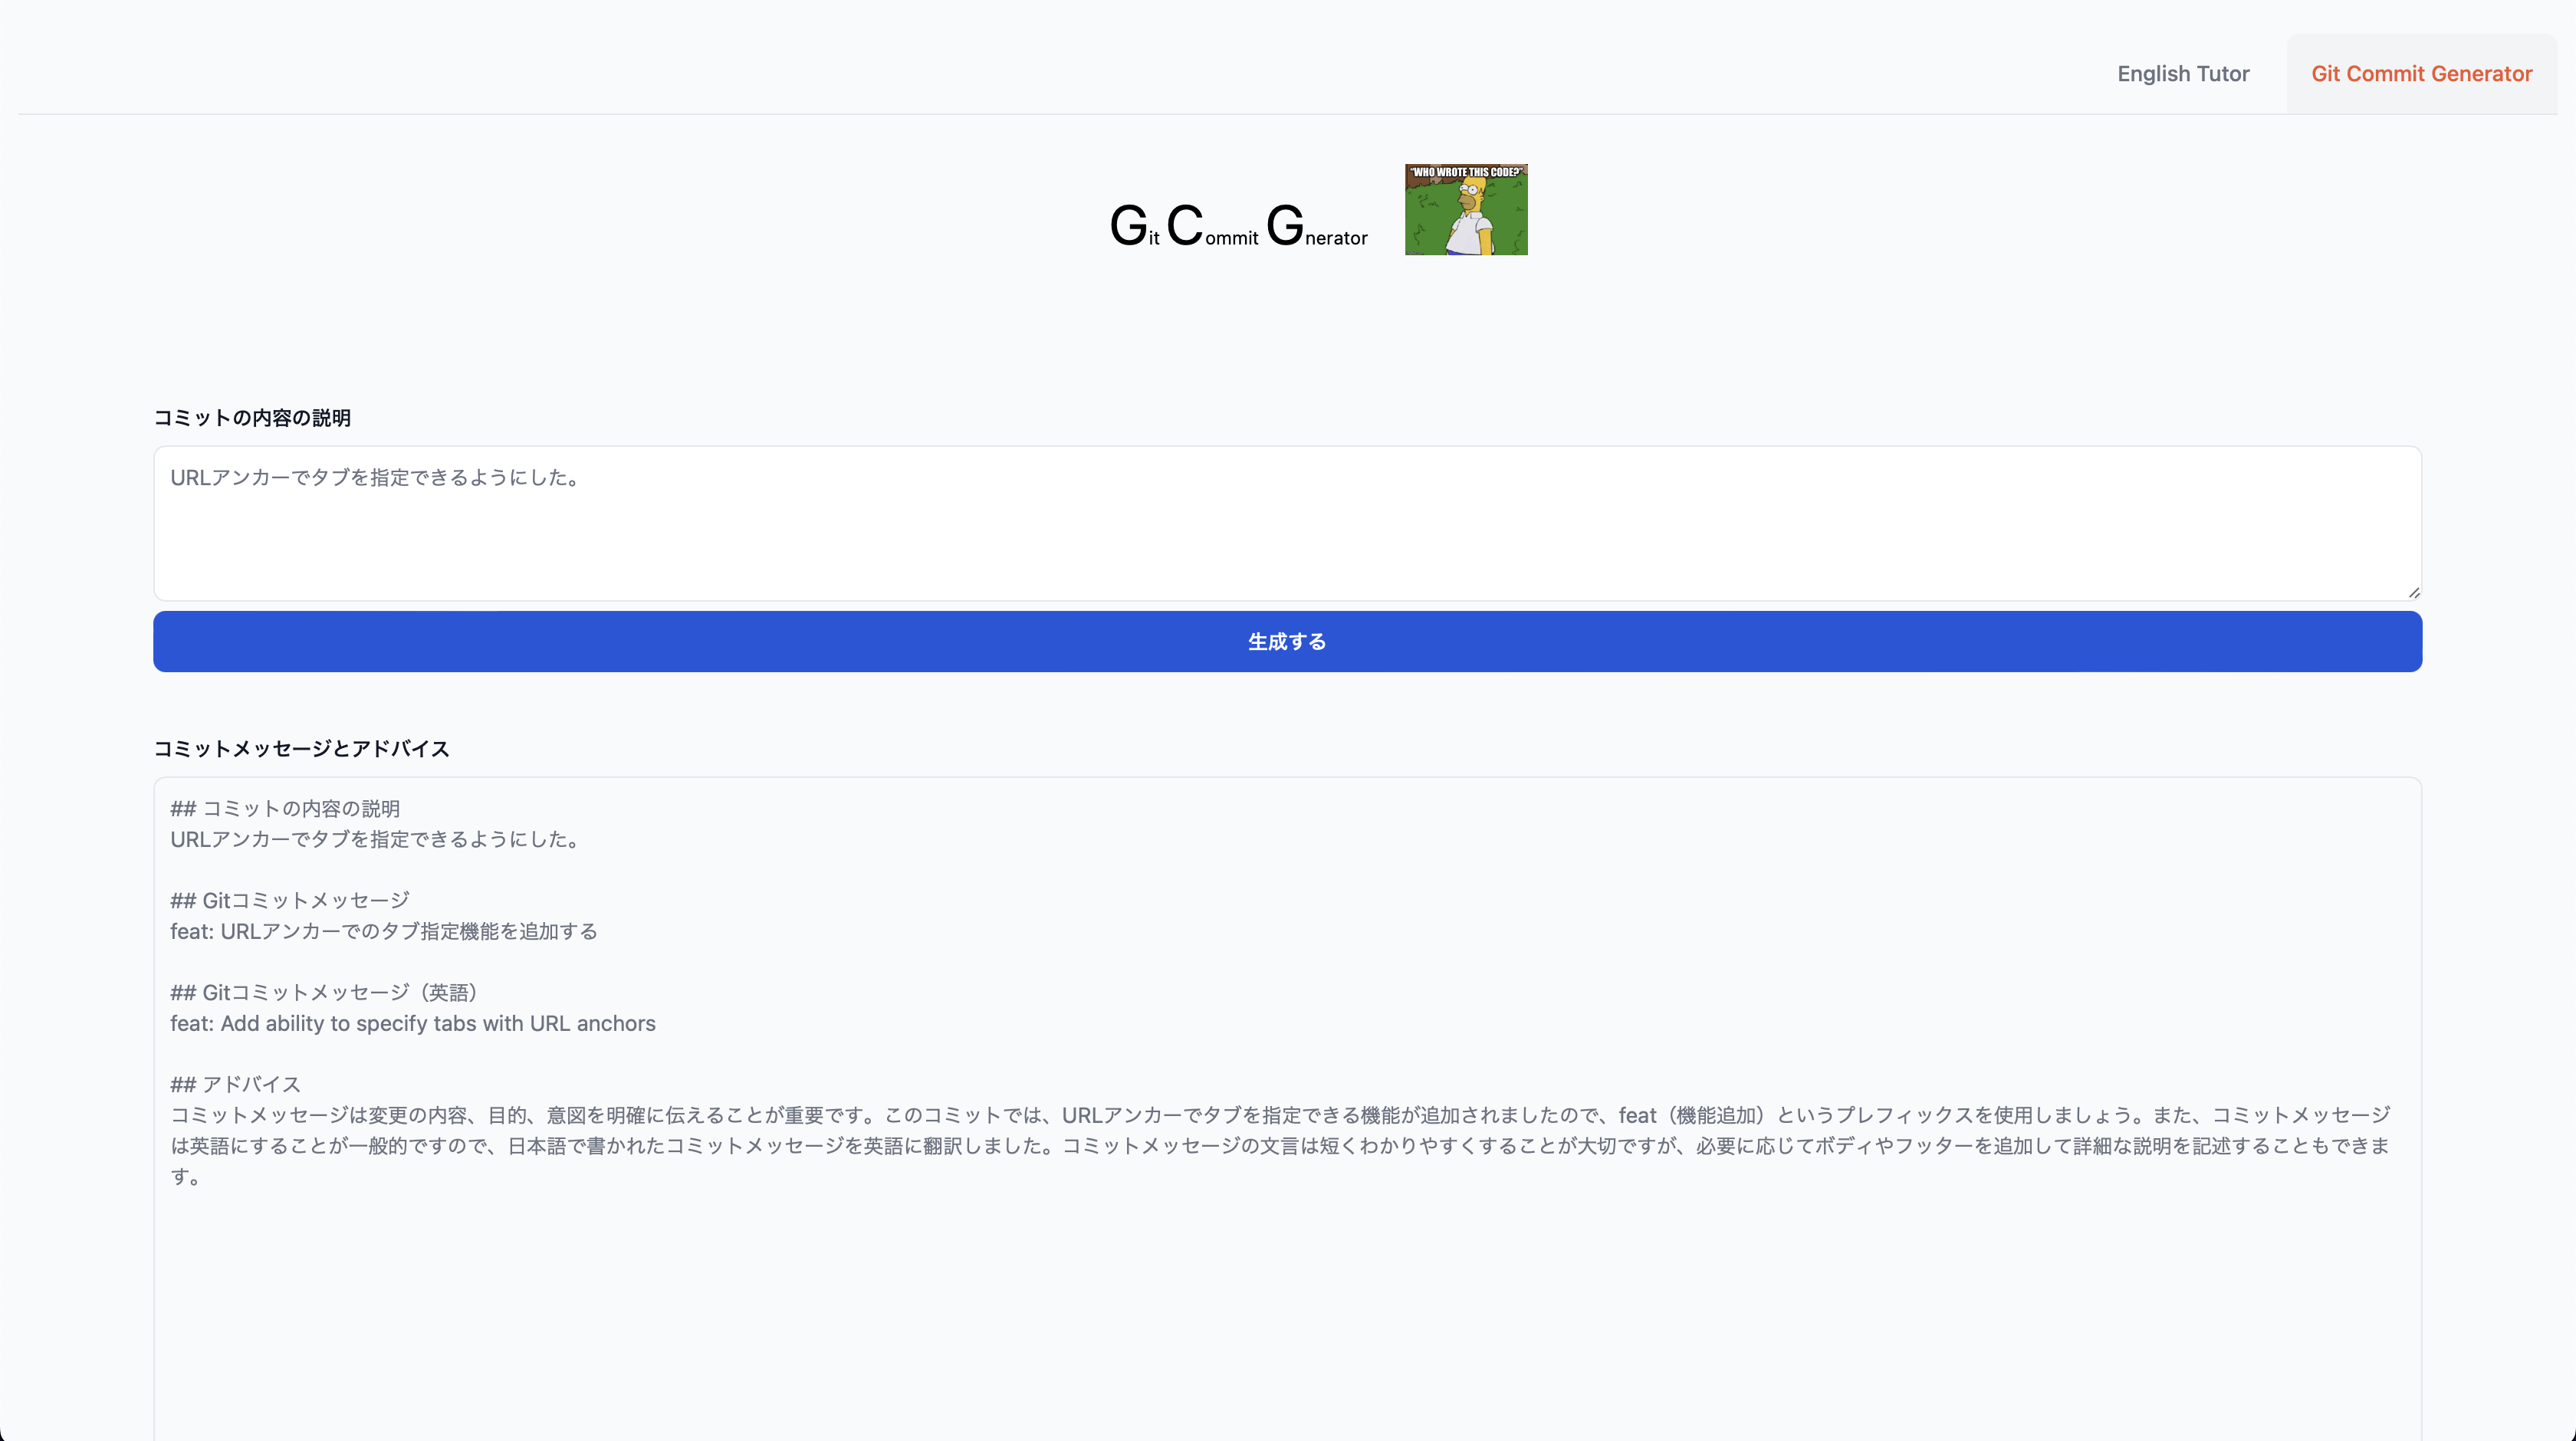 English Tutor
Git Commit Generator
Git Commit Gnerator
"WHO WROTE THIS CODE?"
コミットの内容の説明
URLアンカーでタブを指定できるようにした。
生成する
コミットメッセージとアドバイス
## コミットの内容の説明
URLアンカーでタブを指定できるようにした。
## Gitコミットメッセージ
feat: URLアンカーでのタブ指定機能を追加する
## Gitコミットメッセージ（英語）
feat: Add ability to specify tabs with URL anchors
## アドバイス
コミットメッセージは変更の内容、目的、意図を明確に伝えることが重要です。このコミットでは、URLアンカーでタブを指定できる機能が追加されましたので、feat（機能追加）というプレフィックスを使用しましょう。また、コミットメッセージ
は英語にすることが一般的ですので、日本語で書かれたコミットメッセージを英語に翻訳しました。コミットメッセージの文言は短くわかりやすくすることが大切ですが、必要に応じてボディやフッターを追加して詳細な説明を記述することもできま
す。